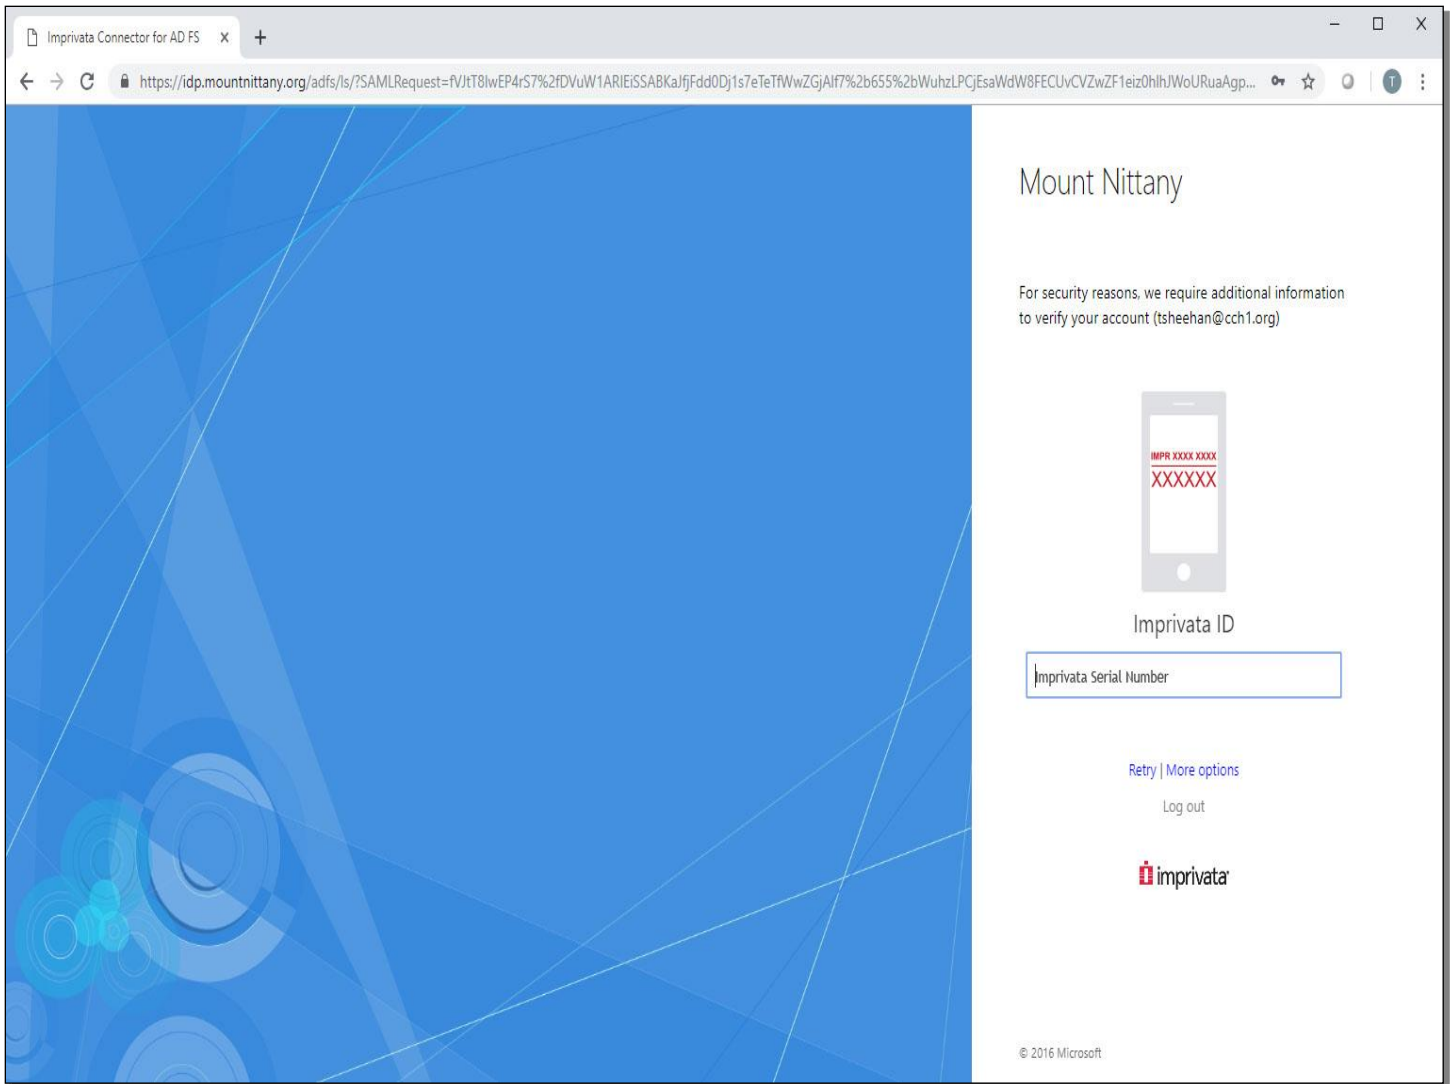 Imprivata Connector for AD FS
https://idp.mountnittany.org/adfs/ls/?SAMLRequest=fVJtT8IwEP4rS7%2fDVuW1ARIEiSSABKaJfjFdd0Dj1s7eTeTfWwZGjAlf7%2b655%2bWuhzLPCjEsaWdW8FECUvCVZwZF1eiz0hlhJWoURuaAgp...
T
Mount Nittany
For security reasons, we require additional information
to verify your account (tsheehan@cch1.org)
IMPR XXXX XXXX
XXXXXX
Imprivata ID
Imprivata Serial Number
Retry | More options
Log out
imprivata
© 2016 Microsoft